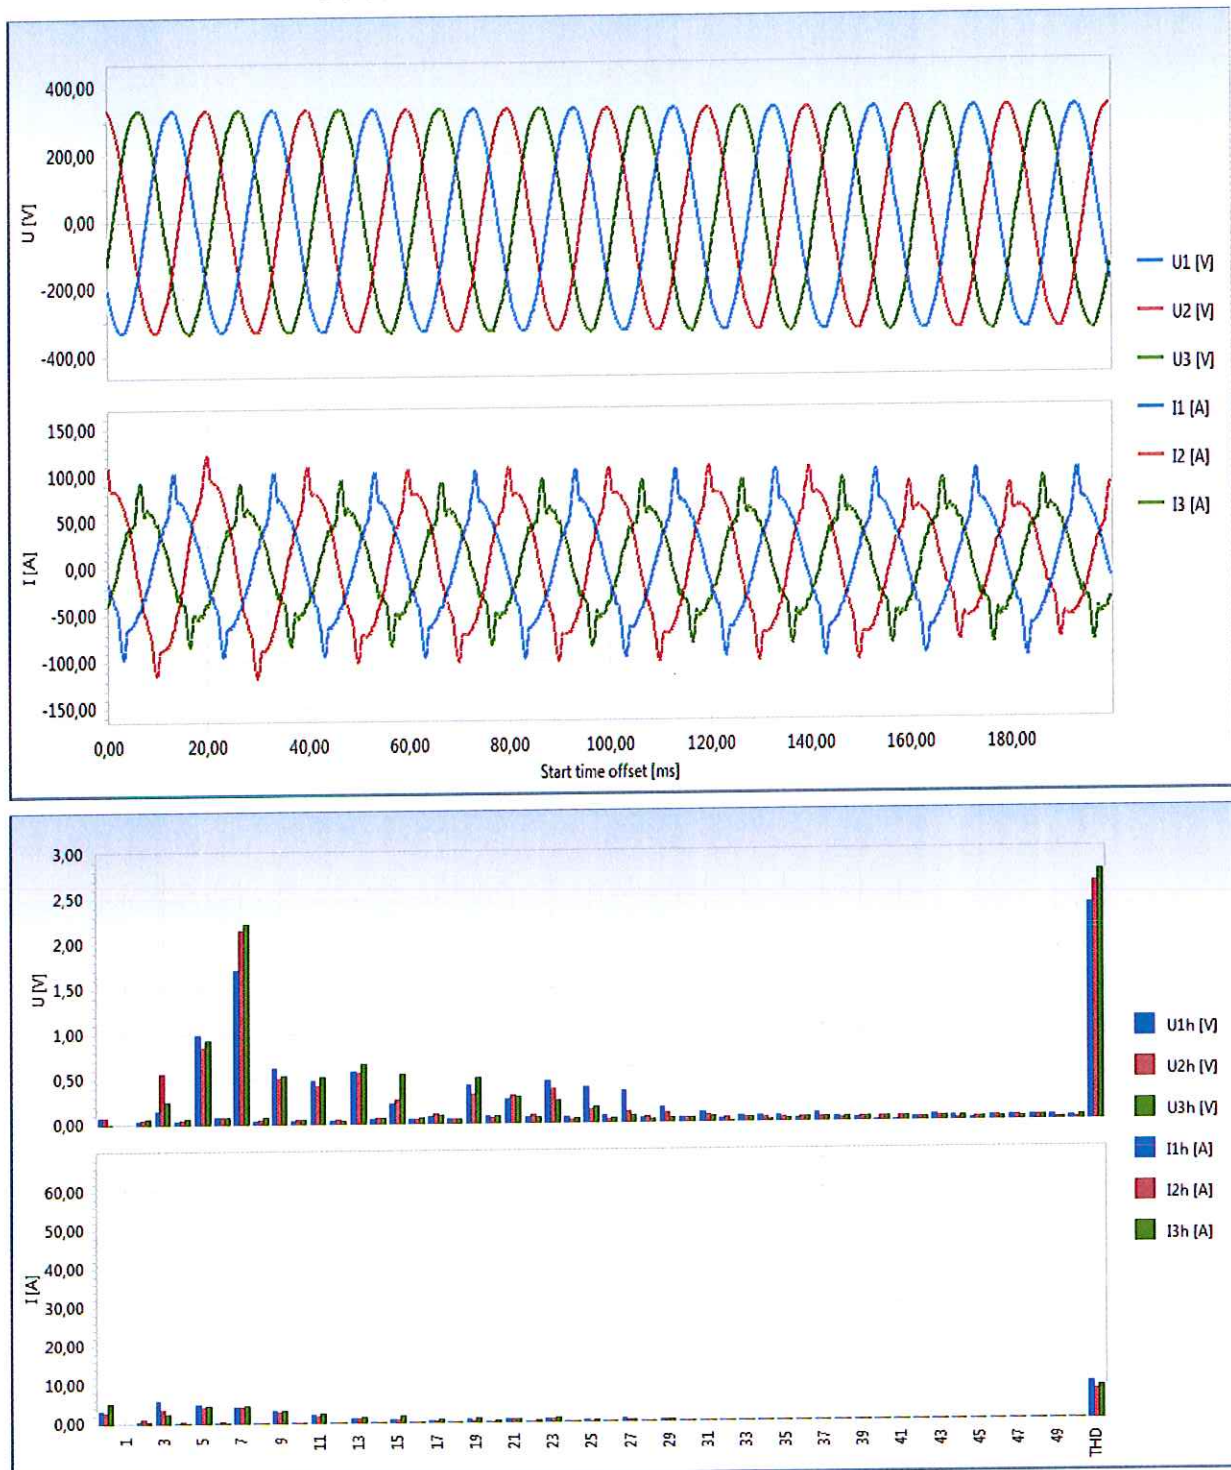 400,00
200,00
0,00
-200,00
-400,00
U [V]
U1 [V]
U2 [V]
U3 [V]
I1 [A]
I2 [A]
I3 [A]
150,00
100,00
50,00
0,00
-50,00
-100,00
-150,00
I [A]
0,00 20,00 40,00 60,00 80,00 100,00 120,00 140,00 160,00 180,00
Start time offset [ms]
3,00
2,50
2,00
1,50
1,00
0,50
0,00
U [V]
U1h [V]
U2h [V]
U3h [V]
I1h [A]
I2h [A]
I3h [A]
60,00
50,00
40,00
30,00
20,00
10,00
0,00
I [A]
1 3 5 7 9 11 13 15 17 19 21 23 25 27 29 31 33 35 37 39 41 43 45 47 49 THD